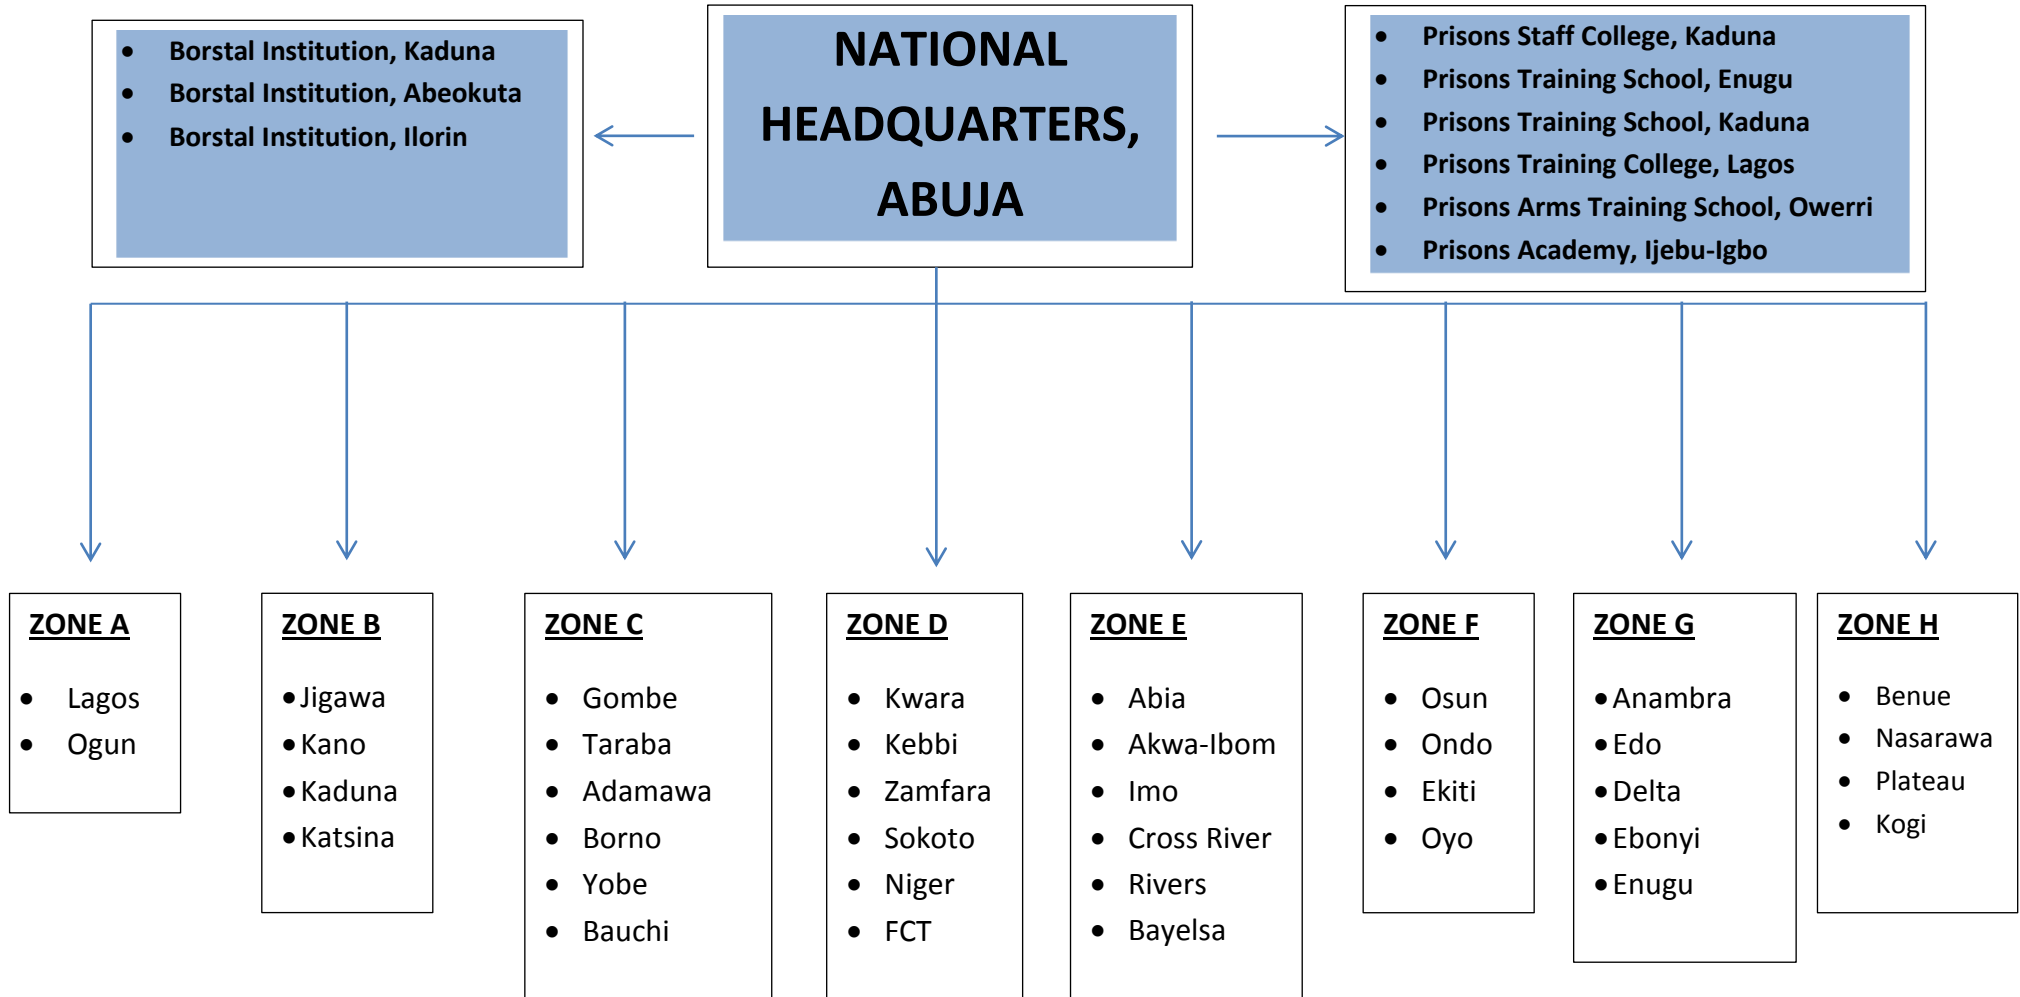 • Borstal Institution, Kaduna
• Borstal Institution, Abeokuta
• Borstal Institution, Ilorin
NATIONAL
HEADQUARTERS,
ABUJA
• Prisons Staff College, Kaduna
• Prisons Training School, Enugu
• Prisons Training School, Kaduna
• Prisons Training College, Lagos
• Prisons Arms Training School, Owerri
• Prisons Academy, Ijebu-Igbo
ZONE A
• Lagos
• Ogun
ZONE B
• Jigawa
• Kano
• Kaduna
• Katsina
ZONE C
• Gombe
• Taraba
• Adamawa
• Borno
• Yobe
• Bauchi
ZONE D
• Kwara
• Kebbi
• Zamfara
• Sokoto
• Niger
• FCT
ZONE E
• Abia
• Akwa-Ibom
• Imo
• Cross River
• Rivers
• Bayelsa
ZONE F
• Osun
• Ondo
• Ekiti
• Oyo
ZONE G
• Anambra
• Edo
• Delta
• Ebonyi
• Enugu
ZONE H
• Benue
• Nasarawa
• Plateau
• Kogi